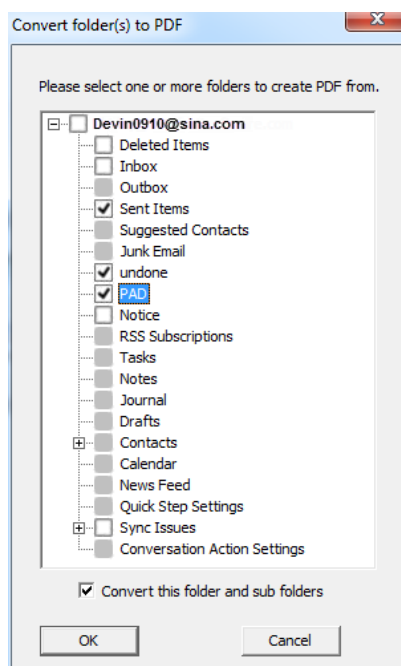 Convert folder(s) to PDF
Please select one or more folders to create PDF from.
Devin0910@sina.com
Deleted Items
Inbox
Outbox
Sent Items
Suggested Contacts
Junk Email
undone
PAD
Notice
RSS Subscriptions
Tasks
Notes
Journal
Drafts
Contacts
Calendar
News Feed
Quick Step Settings
Sync Issues
Conversation Action Settings
Convert this folder and sub folders
OK Cancel